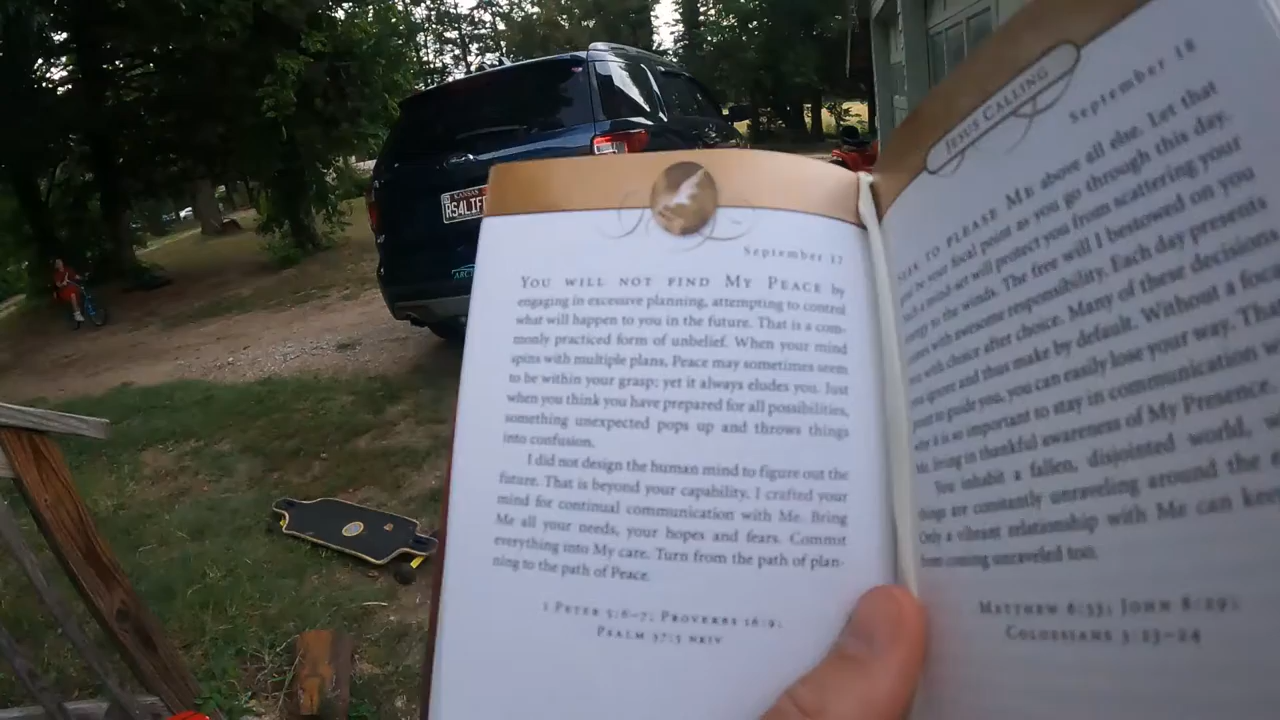 KANSAS
RS4LIFE
ARC
September 17
YOU WILL NOT FIND MY PEACE by
engaging in excessive planning, attempting to control
what will happen to you in the future. That is a com-
monly practiced form of unbelief. When your mind
spins with multiple plans, Peace may sometimes seem
to be within your grasp; yet it always eludes you. Just
when you think you have prepared for all possibilities,
something unexpected pops up and throws things
into confusion.
I did not design the human mind to figure out the
future. That is beyond your capability. I crafted your
mind for continual communication with Me. Bring
Me all your needs, your hopes and fears. Commit
everything into My care. Turn from the path of plan-
ning to the path of Peace.
1 PETER 5:6–7; PROVERBS 16:9;
PSALM 37:5 NKJV
JESUS CALLING
September 18
SEEK TO PLEASE ME above all else. Let that
be your focal point as you go through this day.
Such a mind-set will protect you from scattering your
energy to the winds. The free will I bestowed on you
comes with awesome responsibility. Each day presents
you with choice after choice. Many of these decisions
you ignore and thus make by default. Without a focal
point to guide you, you can easily lose your way. That
why it is so important to stay in communication
Me, living in thankful awareness of My Presence.
You inhabit a fallen, disjointed world,
things are constantly unraveling around the
Only a vibrant relationship with Me can
from coming unraveled too.
MATTHEW 6:33; JOHN 8:29;
COLOSSIANS 3:23–24